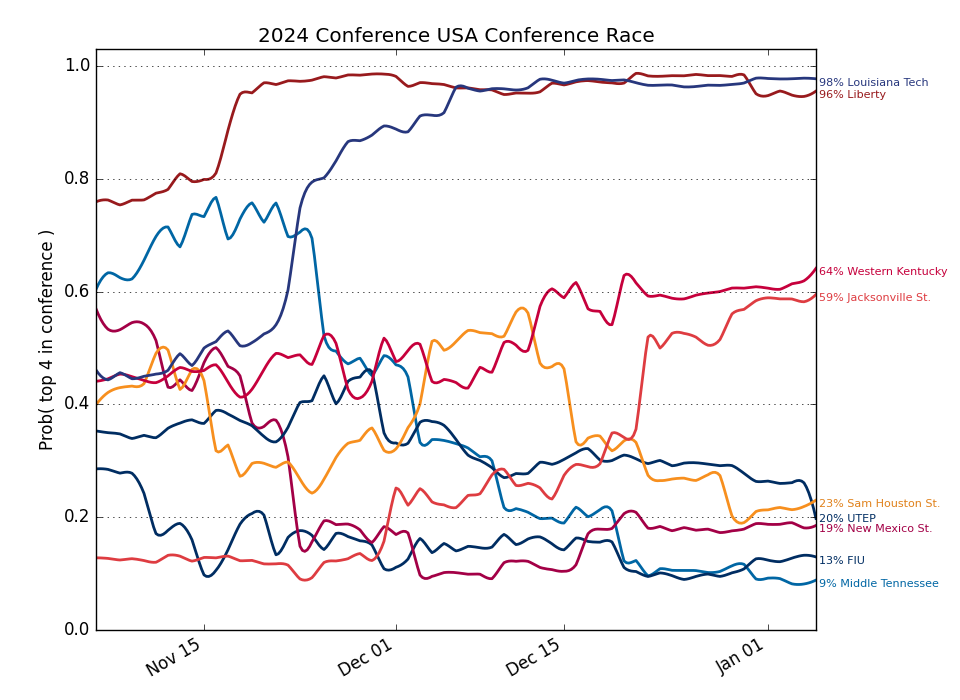 2024 Conference USA Conference Race
Prob( top 4 in conference )
1.0
0.8
0.6
0.4
0.2
0.0
Nov 15
Dec 01
Dec 15
Jan 01
98% Louisiana Tech
96% Liberty
64% Western Kentucky
59% Jacksonville St.
23% Sam Houston St.
20% UTEP
19% New Mexico St.
13% FIU
9% Middle Tennessee